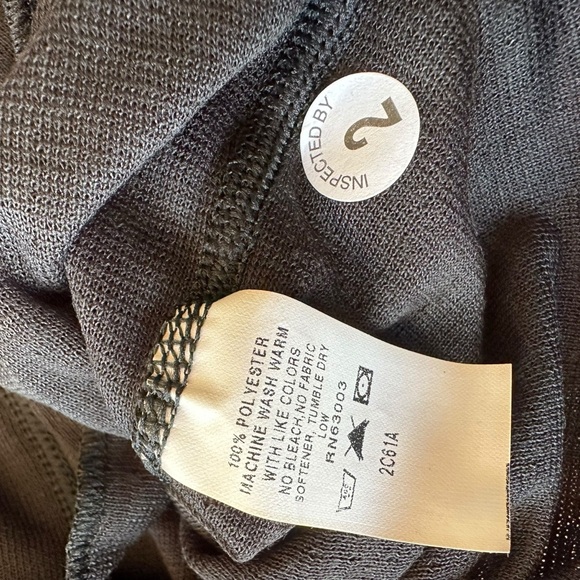 INSPECTED BY
2
100% POLYESTER
MACHINE WASH WARM
WITH LIKE COLORS
NO BLEACH,NO FABRIC
SOFTENER, TUMBLE DRY
LOW
RN63003
2C61A